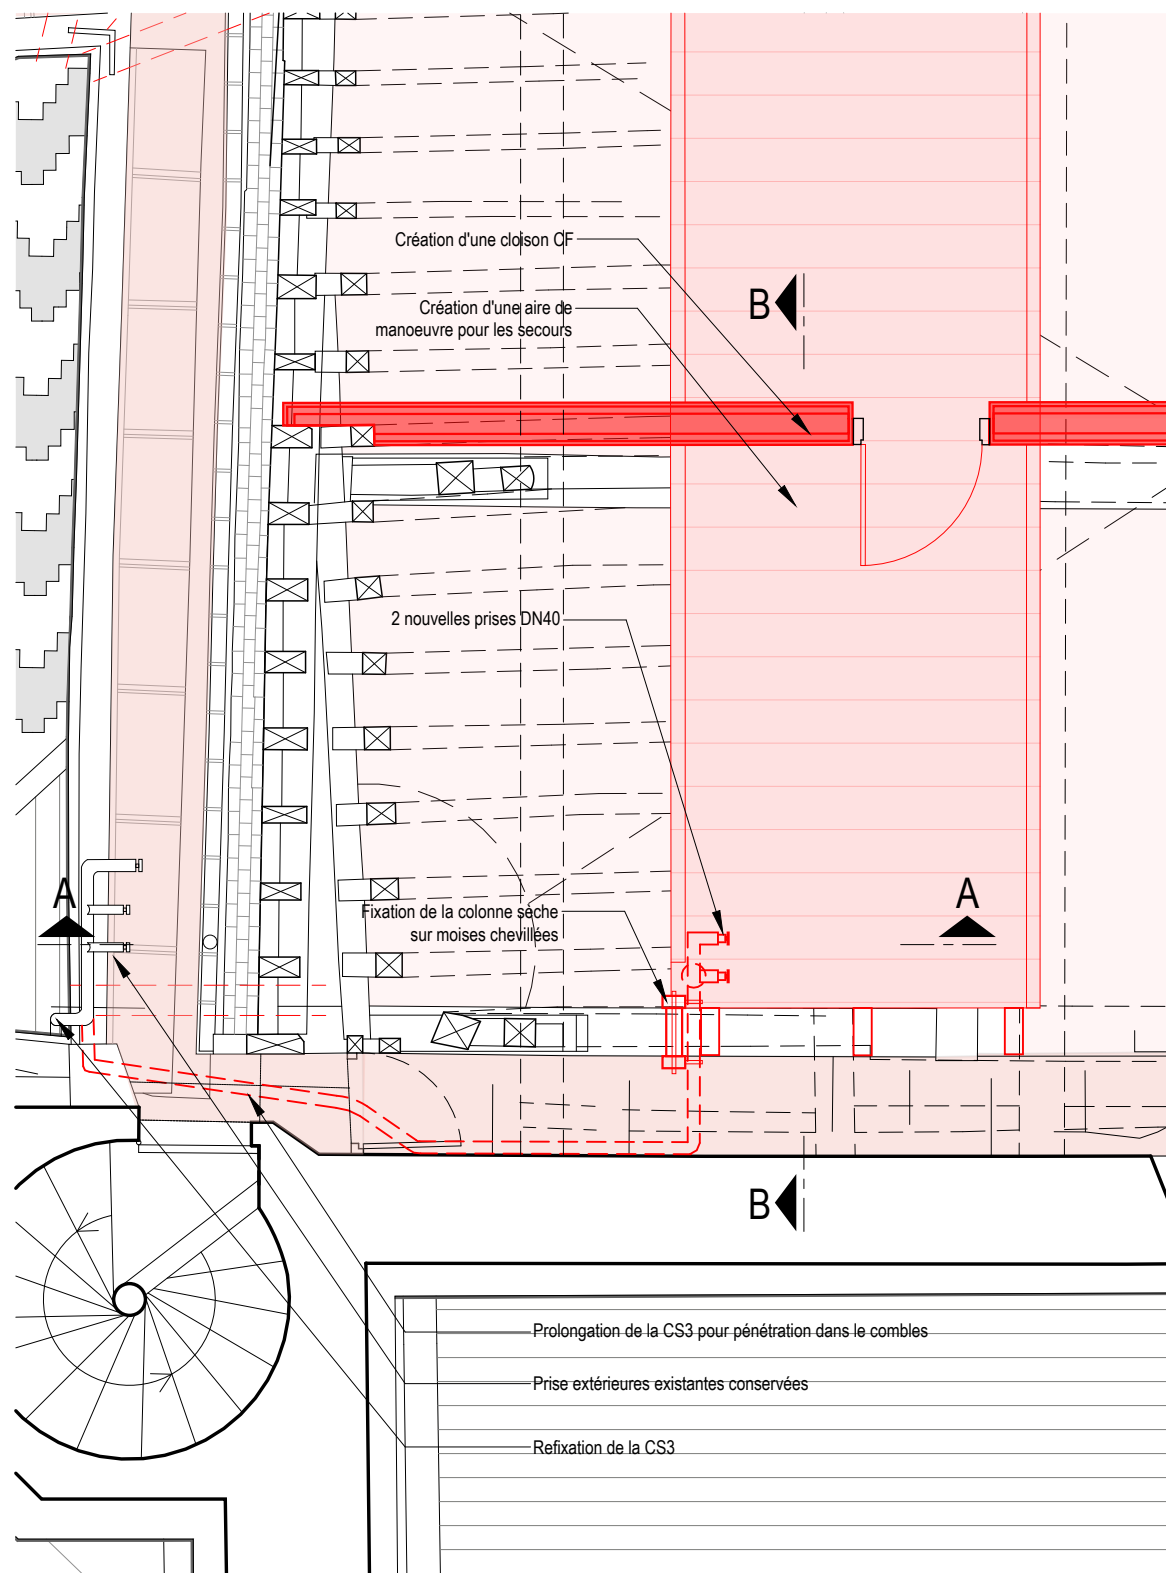 Création d'une cloison CF
B
Création d'une aire de
manoeuvre pour les secours
2 nouvelles prises DN40
A
A
Fixation de la colonne sèche
sur moises chevillées
B
Prolongation de la CS3 pour pénétration dans le combles
Prise extérieures existantes conservées
Refixation de la CS3